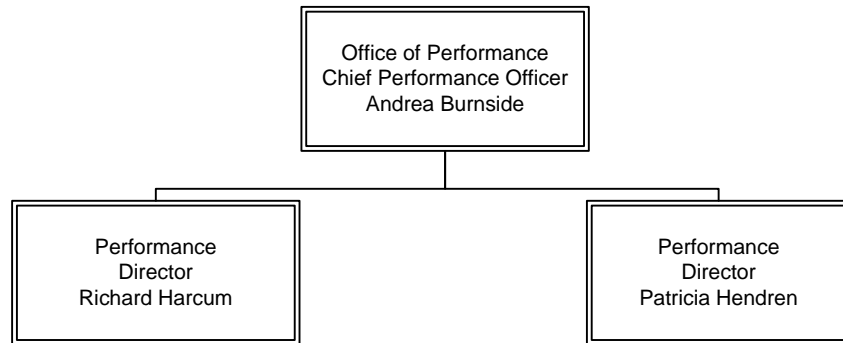 Office of Performance
Chief Performance Officer
Andrea Burnside
Performance
Director
Richard Harcum
Performance
Director
Patricia Hendren